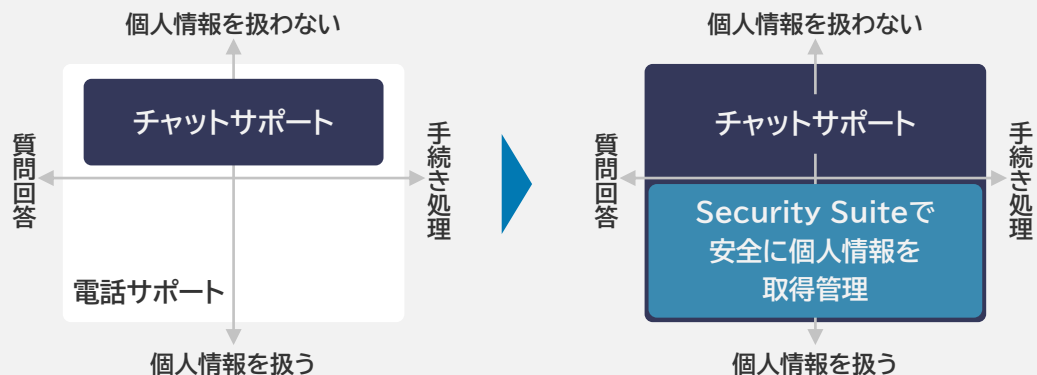 個人情報を扱わない
チャットサポート
質問回答
手続き処理
電話サポート
個人情報を扱う
個人情報を扱わない
チャットサポート
質問回答
手続き処理
Security Suiteで
安全に個人情報を
取得管理
個人情報を扱う